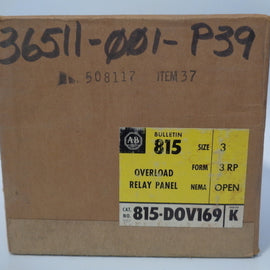 36511-001-P39
508117 ITEM 37
BULLETIN
815 SIZE 3
AB
FORM 3 RP
OVERLOAD
RELAY PANEL
NEMA OPEN
CAT. NO. 815-DOV169 K